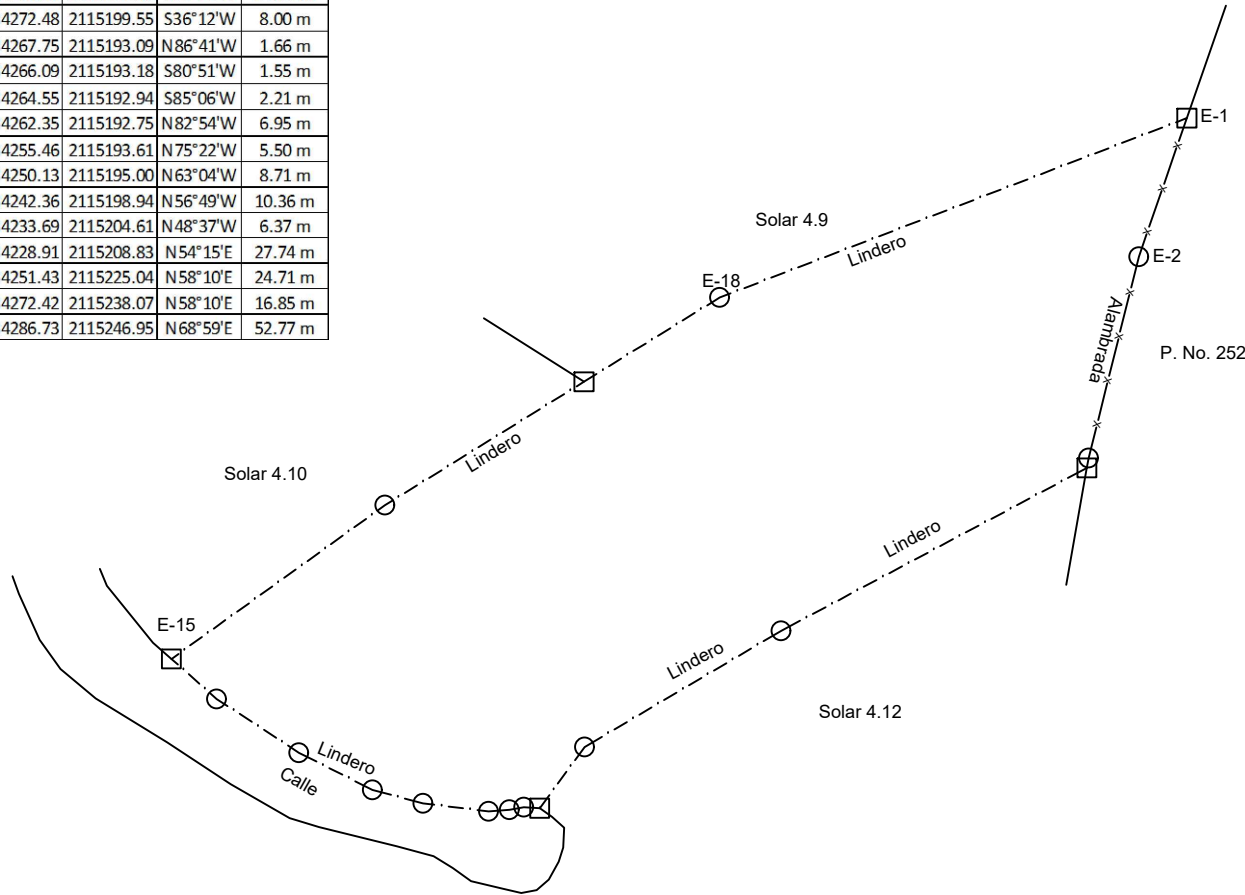 4272.48 2115199.55 S36°12'W 8.00 m
4267.75 2115193.09 N86°41'W 1.66 m
4266.09 2115193.18 S80°51'W 1.55 m
4264.55 2115192.94 S85°06'W 2.21 m
4262.35 2115192.75 N82°54'W 6.95 m
4255.46 2115193.61 N75°22'W 5.50 m
4250.13 2115195.00 N63°04'W 8.71 m
4242.36 2115198.94 N56°49'W 10.36 m
4233.69 2115204.61 N48°37'W 6.37 m
4228.91 2115208.83 N54°15'E 27.74 m
4251.43 2115225.04 N58°10'E 24.71 m
4272.42 2115238.07 N58°10'E 16.85 m
4286.73 2115246.95 N68°59'E 52.77 m
E-1
Solar 4.9
Lindero
E-2
E-18
Alambrada
P. No. 252
Lindero
Solar 4.10
Lindero
E-15
Lindero
Solar 4.12
Lindero
Calle